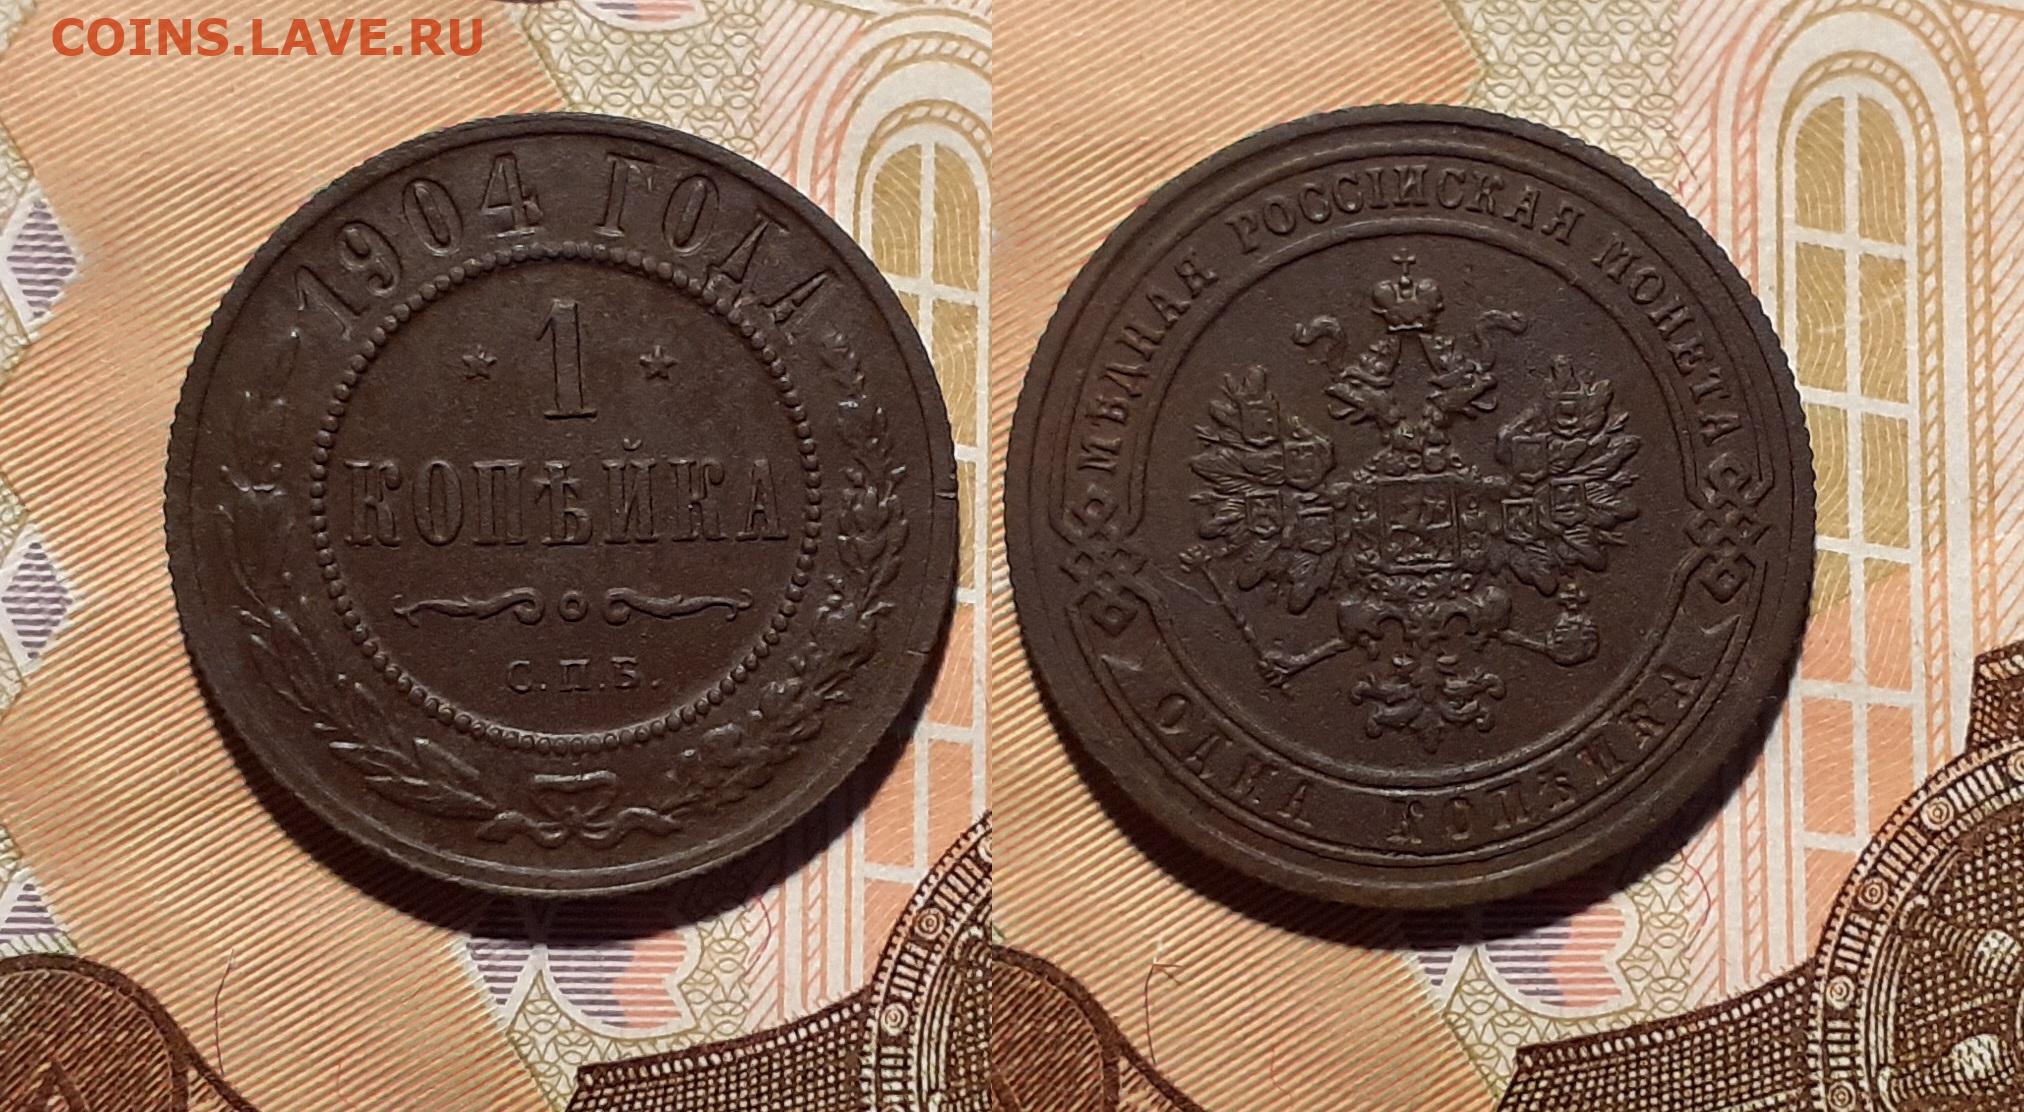 COINS.LAVE.RU
1904 ГОДА
1
КОПѢЙКА
С.П.Б.
МѢДНАЯ РОССІЙСКАЯ МОНЕТА
ОДНА КОПѢЙКА